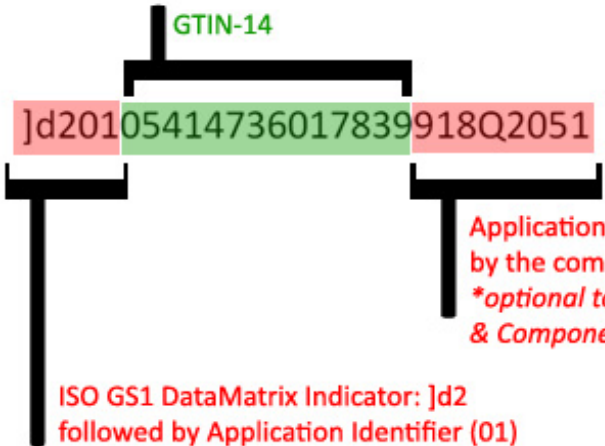 GTIN-14
]d20105414736017839918Q2051
Application
by the com
*optional to
& Compone
ISO GS1 DataMatrix Indicator: ]d2
followed by Application Identifier (01)